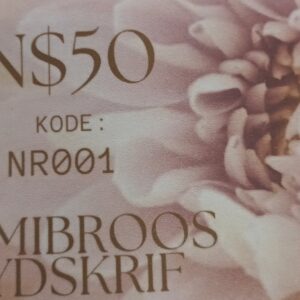 N$50
KODE:
NR001
MIBROOS
YDSKRIF